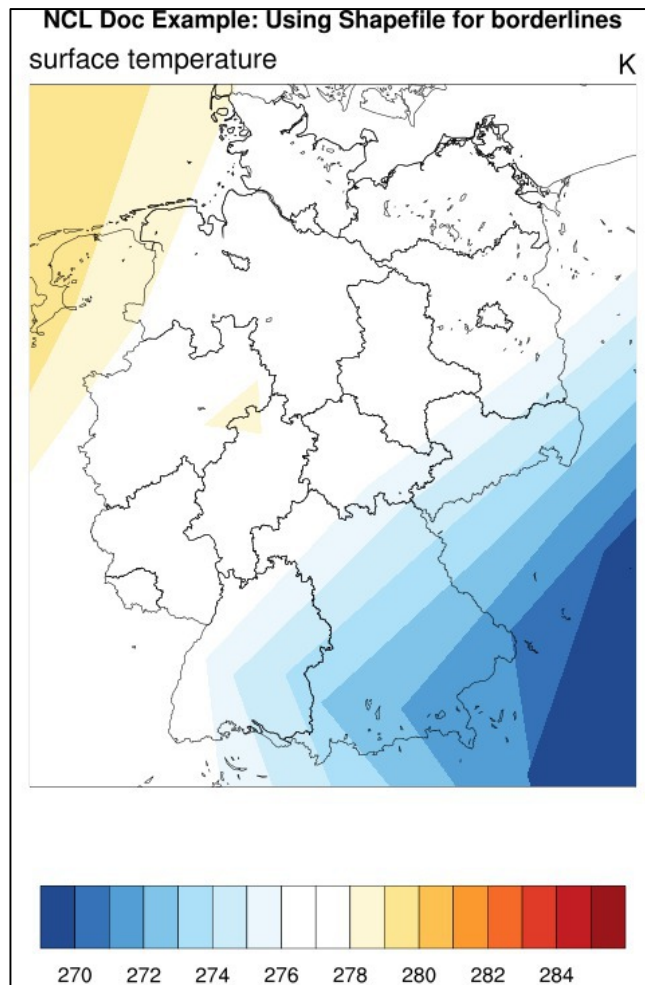 NCL Doc Example: Using Shapefile for borderlines
surface temperature K
270 272 274 276 278 280 282 284